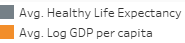 Avg. Healthy Life Expectancy
Avg. Log GDP per capita